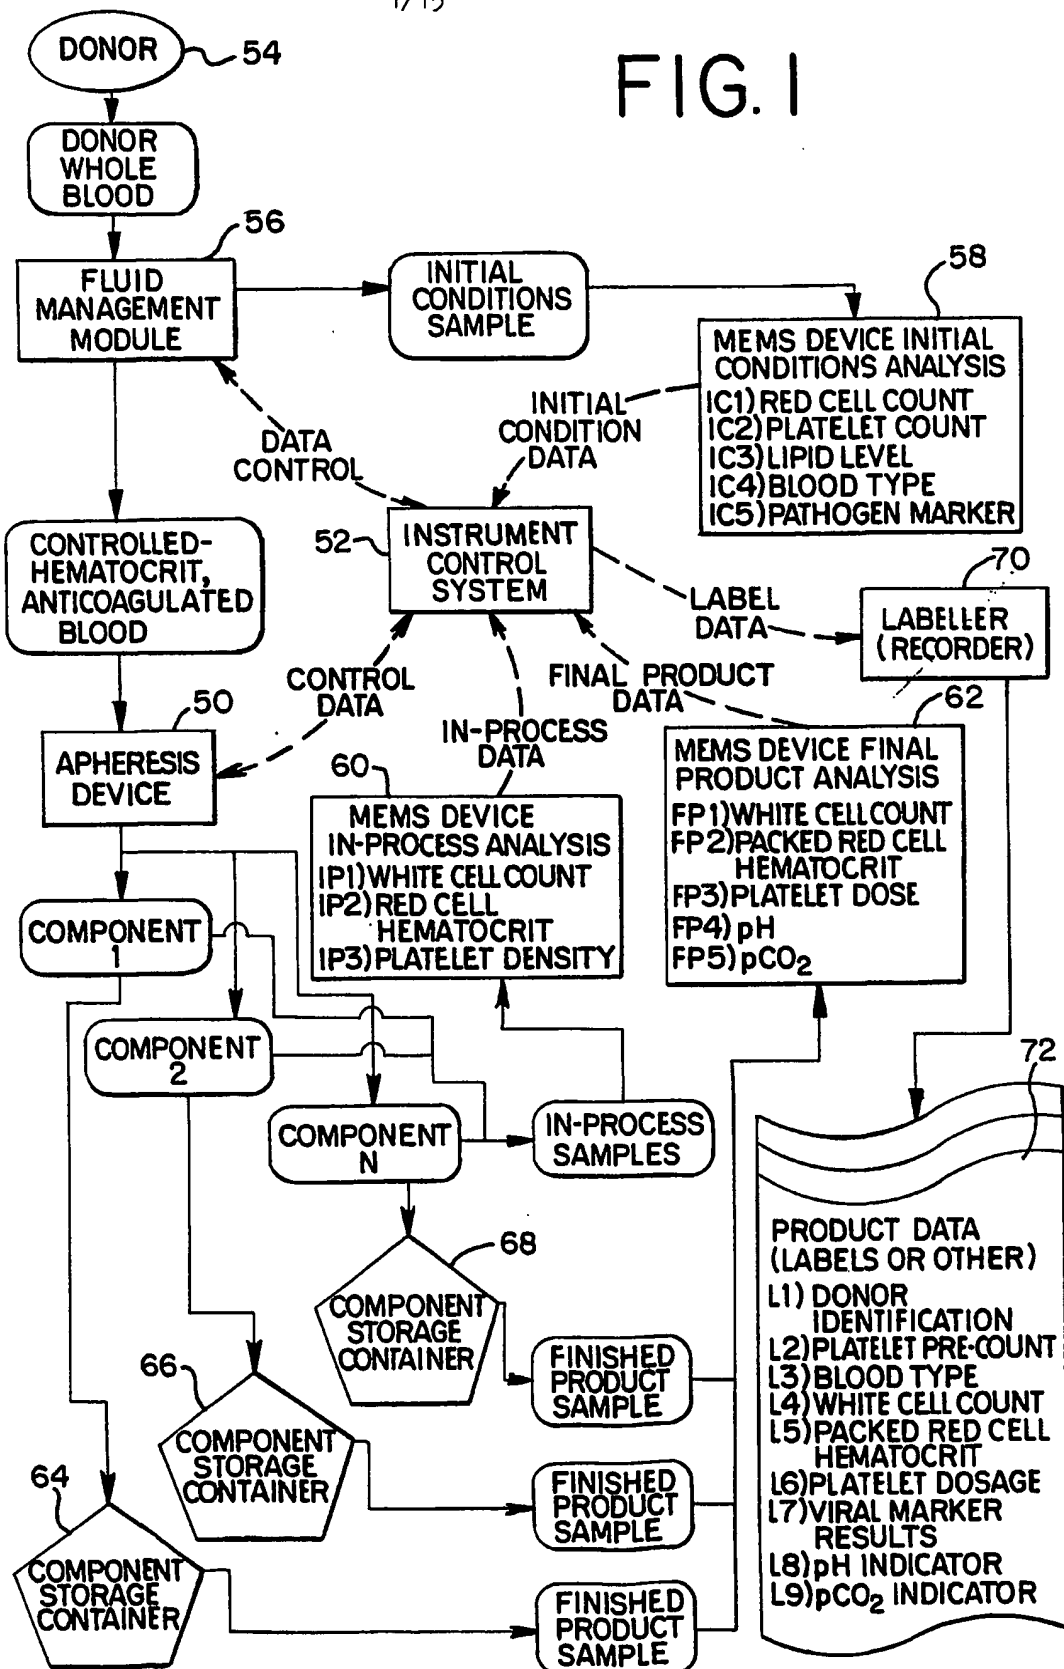 1/15
FIG. 1
DONOR
54
DONOR
WHOLE
BLOOD
56
FLUID
MANAGEMENT
MODULE
INITIAL
CONDITIONS
SAMPLE
58
MEMS DEVICE INITIAL
CONDITIONS ANALYSIS
IC1) RED CELL COUNT
IC2) PLATELET COUNT
IC3) LIPID LEVEL
IC4) BLOOD TYPE
IC5) PATHOGEN MARKER
INITIAL
CONDITION
DATA
DATA
CONTROL
52
INSTRUMENT
CONTROL
SYSTEM
CONTROLLED-
HEMATOCRIT,
ANTICOAGULATED
BLOOD
LABEL
DATA
70
LABELLER
(RECORDER)
CONTROL
DATA
FINAL PRODUCT
DATA
IN-PROCESS
DATA
50
APHERESIS
DEVICE
60
MEMS DEVICE
IN-PROCESS ANALYSIS
IP1) WHITE CELL COUNT
IP2) RED CELL
HEMATOCRIT
IP3) PLATELET DENSITY
62
MEMS DEVICE FINAL
PRODUCT ANALYSIS
FP1) WHITE CELL COUNT
FP2) PACKED RED CELL
HEMATOCRIT
FP3) PLATELET DOSE
FP4) pH
FP5) pCO2
COMPONENT
1
COMPONENT
2
COMPONENT
N
IN-PROCESS
SAMPLES
72
PRODUCT DATA
(LABELS OR OTHER)
L1) DONOR
IDENTIFICATION
L2) PLATELET PRE-COUNT
L3) BLOOD TYPE
L4) WHITE CELL COUNT
L5) PACKED RED CELL
HEMATOCRIT
L6) PLATELET DOSAGE
L7) VIRAL MARKER
RESULTS
L8) pH INDICATOR
L9) pCO2 INDICATOR
68
COMPONENT
STORAGE
CONTAINER
FINISHED
PRODUCT
SAMPLE
66
COMPONENT
STORAGE
CONTAINER
FINISHED
PRODUCT
SAMPLE
64
COMPONENT
STORAGE
CONTAINER
FINISHED
PRODUCT
SAMPLE